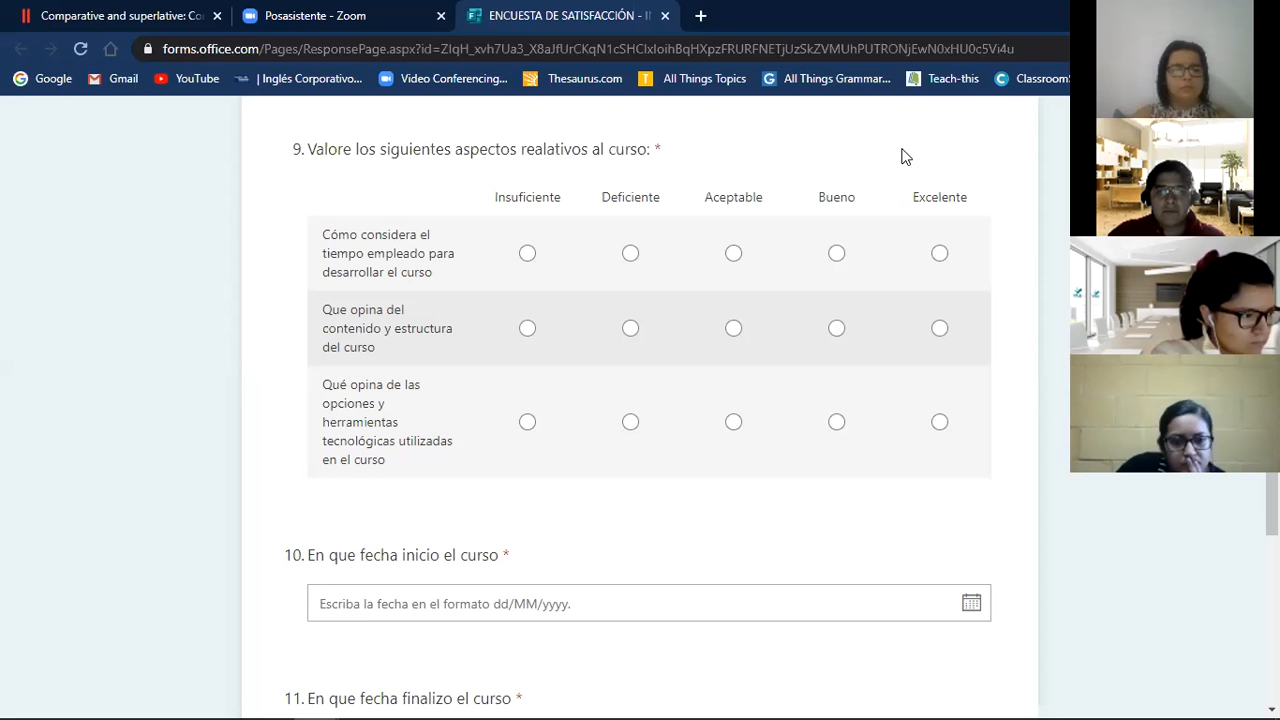 Comparative and superlative: Co
Posasistente - Zoom
ENCUESTA DE SATISFACCIÓN - II
forms.office.com/Pages/ResponsePage.aspx?id=ZIqH_xvh7Ua3_X8aJfUrCKqN1cSHClxIoihBqHXpzFRURFNETjUzSkZVMUhPUTRONjEwN0xHU0c5Vi4u
Google
Gmail
YouTube
| Inglés Corporativo...
Video Conferencing,...
Thesaurus.com
All Things Topics
All Things Grammar...
Teach-this
ClassroomS
9. Valore los siguientes aspectos realativos al curso: *
Insuficiente Deficiente Aceptable Bueno Excelente
Cómo considera el
tiempo empleado para
desarrollar el curso
Que opina del
contenido y estructura
del curso
Qué opina de las
opciones y
herramientas
tecnológicas utilizadas
en el curso
10. En que fecha inicio el curso *
Escriba la fecha en el formato dd/MM/yyyy.
11. En que fecha finalizo el curso *